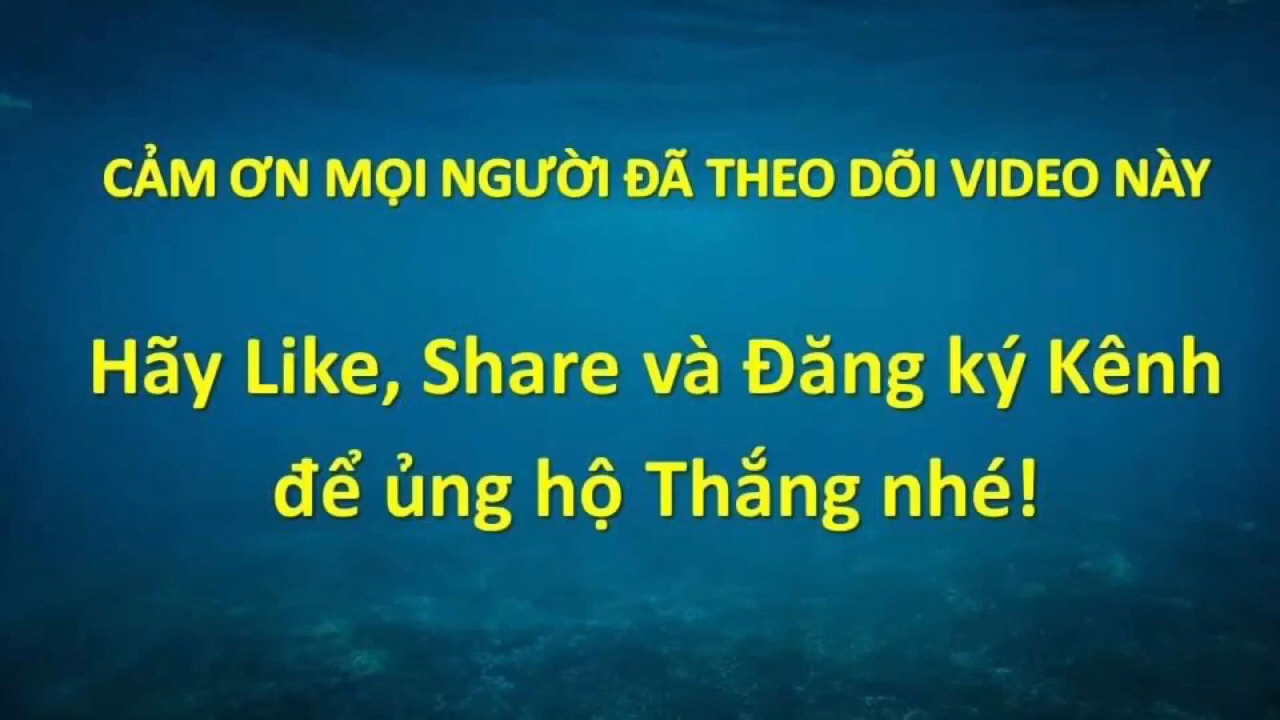 CẢM ƠN MỌI NGƯỜI ĐÃ THEO DÕI VIDEO NÀY
Hãy Like, Share và Đăng ký Kênh
để ủng hộ Thắng nhé!